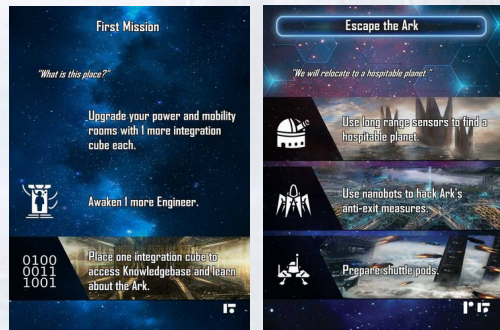 First Mission
"What is this place?"
Upgrade your power and mobility
rooms with 1 more integration
cube each.
Awaken 1 more Engineer.
0100
0011
1001
Place one integration cube to
access Knowledgebase and learn
about the Ark.
Escape the Ark
"We will relocate to a hospitable planet."
Use long range sensors to find a
hospitable planet.
Use nanobots to hack Ark's
anti-exit measures.
Prepare shuttle pods.